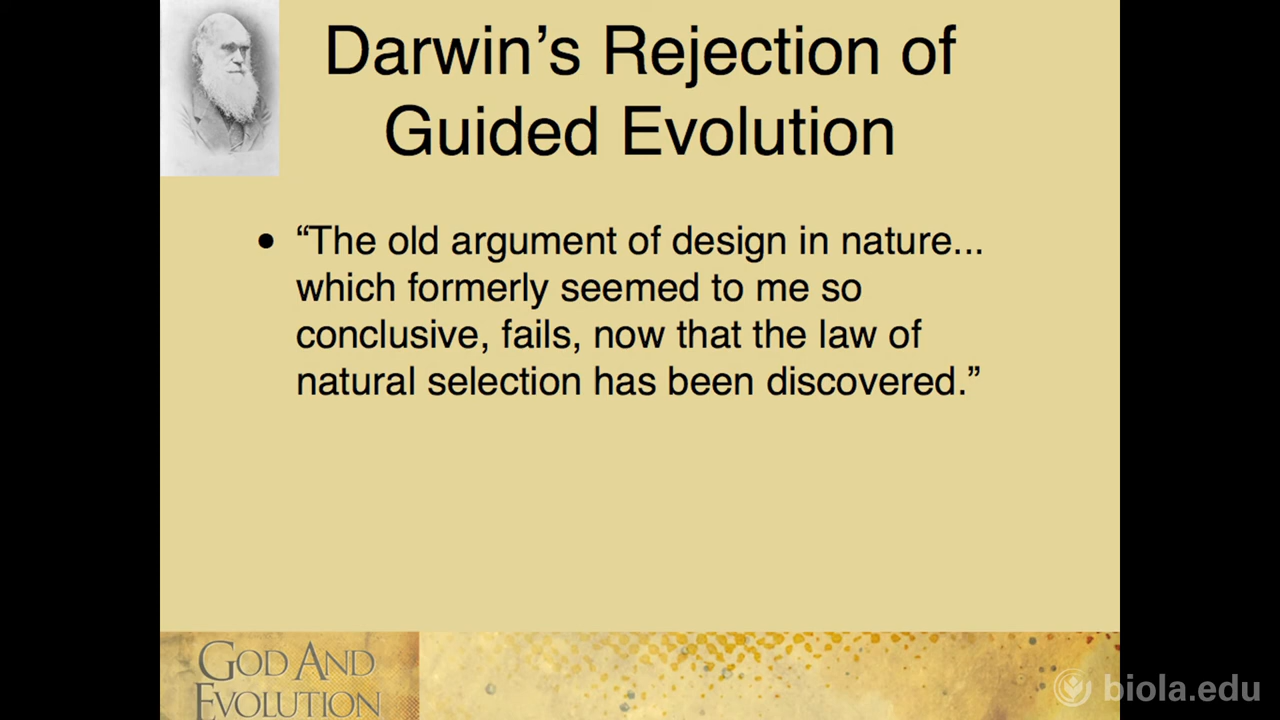 Darwin’s Rejection of
Guided Evolution
• “The old argument of design in nature...
which formerly seemed to me so
conclusive, fails, now that the law of
natural selection has been discovered.”
GOD AND
EVOLUTION
biola.edu